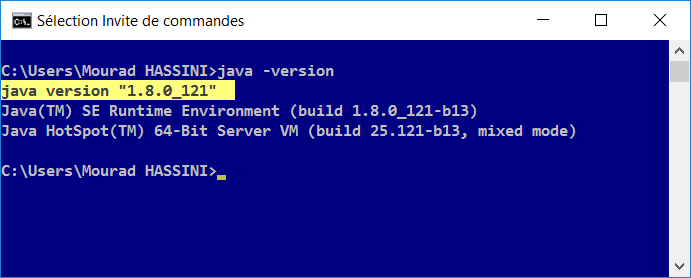 Sélection Invite de commandes
C:\Users\Mourad HASSINI>java -version
java version "1.8.0_121"
Java(TM) SE Runtime Environment (build 1.8.0_121-b13)
Java HotSpot(TM) 64-Bit Server VM (build 25.121-b13, mixed mode)
C:\Users\Mourad HASSINI>